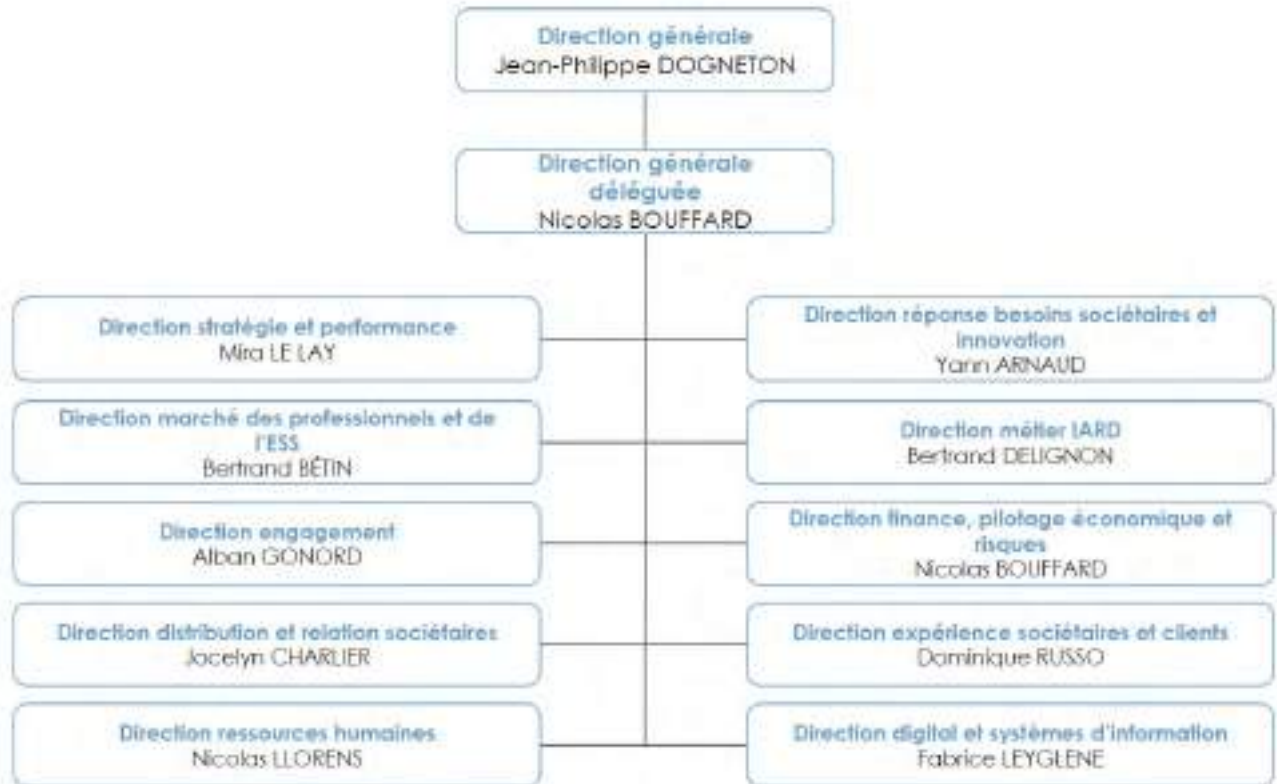 Direction générale
Jean-Philippe DOGNETON
Direction générale
déléguée
Nicolas BOUFFARD
Direction stratégie et performance
Mira LE LAY
Direction réponse besoins sociétaires et
innovation
Yann ARNAUD
Direction marché des professionnels et de
l'ESS
Bertrand BÉTIN
Direction métier IARD
Bertrand DELIGNON
Direction engagement
Alban GONORD
Direction finance, pilotage économique et
risques
Nicolas BOUFFARD
Direction distribution et relation sociétaires
Jocelyn CHARLIER
Direction expérience sociétaires et clients
Dominique RUSSO
Direction ressources humaines
Nicolas LLORENS
Direction digital et systèmes d'information
Fabrice LEYGLENE